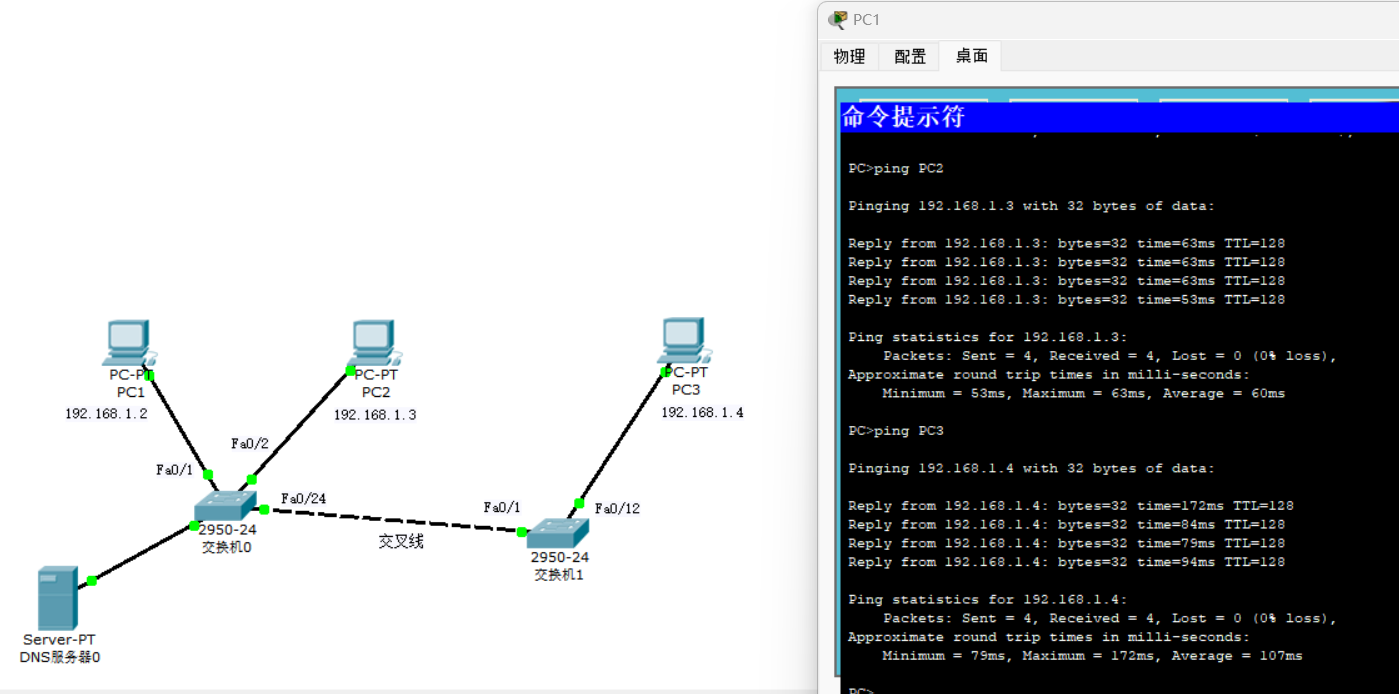 PC-PT
PC1
192.168.1.2
PC-PT
PC2
192.168.1.3
PC-PT
PC3
192.168.1.4
Fa0/2
Fa0/1
Fa0/24
Fa0/1
Fa0/12
2950-24
交换机0
交叉线
2950-24
交换机1
Server-PT
DNS服务器0
PC1
物理 配置 桌面
命令提示符
PC>ping PC2
Pinging 192.168.1.3 with 32 bytes of data:
Reply from 192.168.1.3: bytes=32 time=63ms TTL=128
Reply from 192.168.1.3: bytes=32 time=63ms TTL=128
Reply from 192.168.1.3: bytes=32 time=63ms TTL=128
Reply from 192.168.1.3: bytes=32 time=53ms TTL=128
Ping statistics for 192.168.1.3:
Packets: Sent = 4, Received = 4, Lost = 0 (0% loss),
Approximate round trip times in milli-seconds:
Minimum = 53ms, Maximum = 63ms, Average = 60ms
PC>ping PC3
Pinging 192.168.1.4 with 32 bytes of data:
Reply from 192.168.1.4: bytes=32 time=172ms TTL=128
Reply from 192.168.1.4: bytes=32 time=84ms TTL=128
Reply from 192.168.1.4: bytes=32 time=79ms TTL=128
Reply from 192.168.1.4: bytes=32 time=94ms TTL=128
Ping statistics for 192.168.1.4:
Packets: Sent = 4, Received = 4, Lost = 0 (0% loss),
Approximate round trip times in milli-seconds:
Minimum = 79ms, Maximum = 172ms, Average = 107ms
PC>